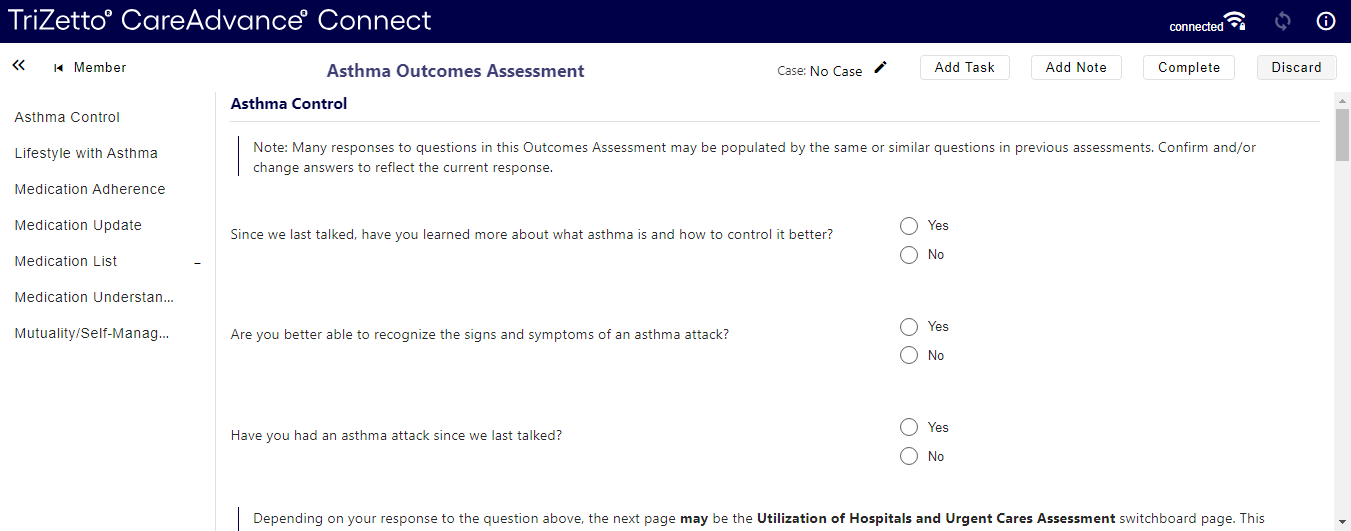 TriZetto® CareAdvance® Connect
connected
Member
Asthma Outcomes Assessment
Case: No Case
Add Task
Add Note
Complete
Discard
Asthma Control
Lifestyle with Asthma
Medication Adherence
Medication Update
Medication List
Medication Understan...
Mutuality/Self-Manag...
Asthma Control
Note: Many responses to questions in this Outcomes Assessment may be populated by the same or similar questions in previous assessments. Confirm and/or
change answers to reflect the current response.
Since we last talked, have you learned more about what asthma is and how to control it better?
Yes
No
Are you better able to recognize the signs and symptoms of an asthma attack?
Yes
No
Have you had an asthma attack since we last talked?
Yes
No
Depending on your response to the question above, the next page may be the Utilization of Hospitals and Urgent Cares Assessment switchboard page. This